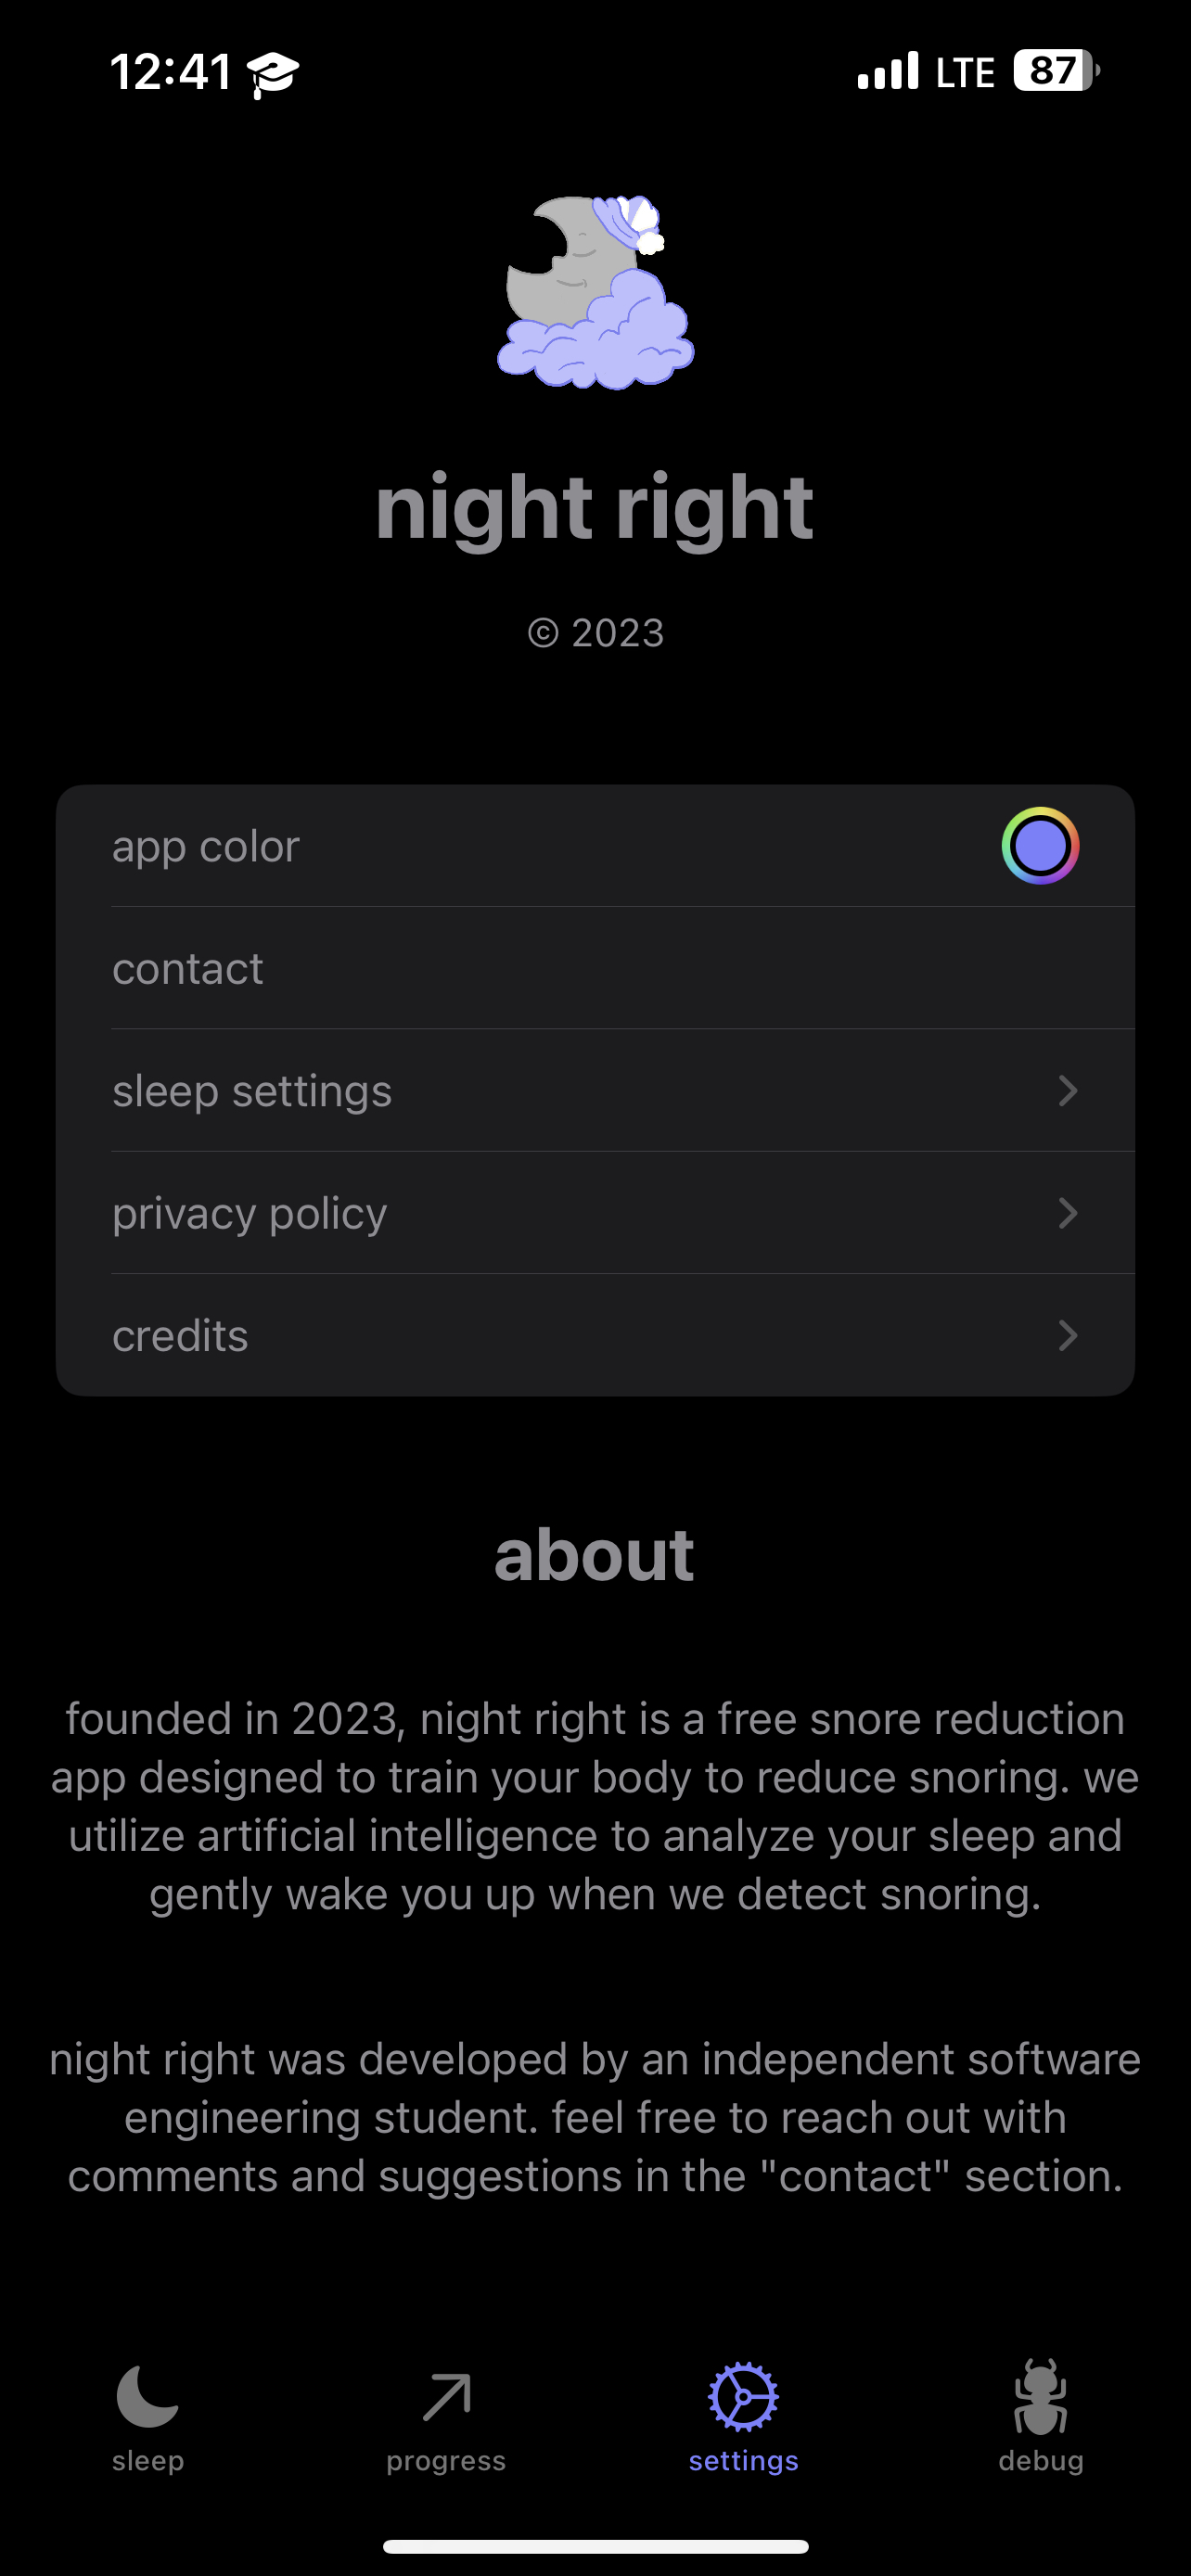 12:41 LTE 87
night right
© 2023
app color
contact
sleep settings
privacy policy
credits
about
founded in 2023, night right is a free snore reduction
app designed to train your body to reduce snoring. we
utilize artificial intelligence to analyze your sleep and
gently wake you up when we detect snoring.
night right was developed by an independent software
engineering student. feel free to reach out with
comments and suggestions in the "contact" section.
sleep progress settings debug